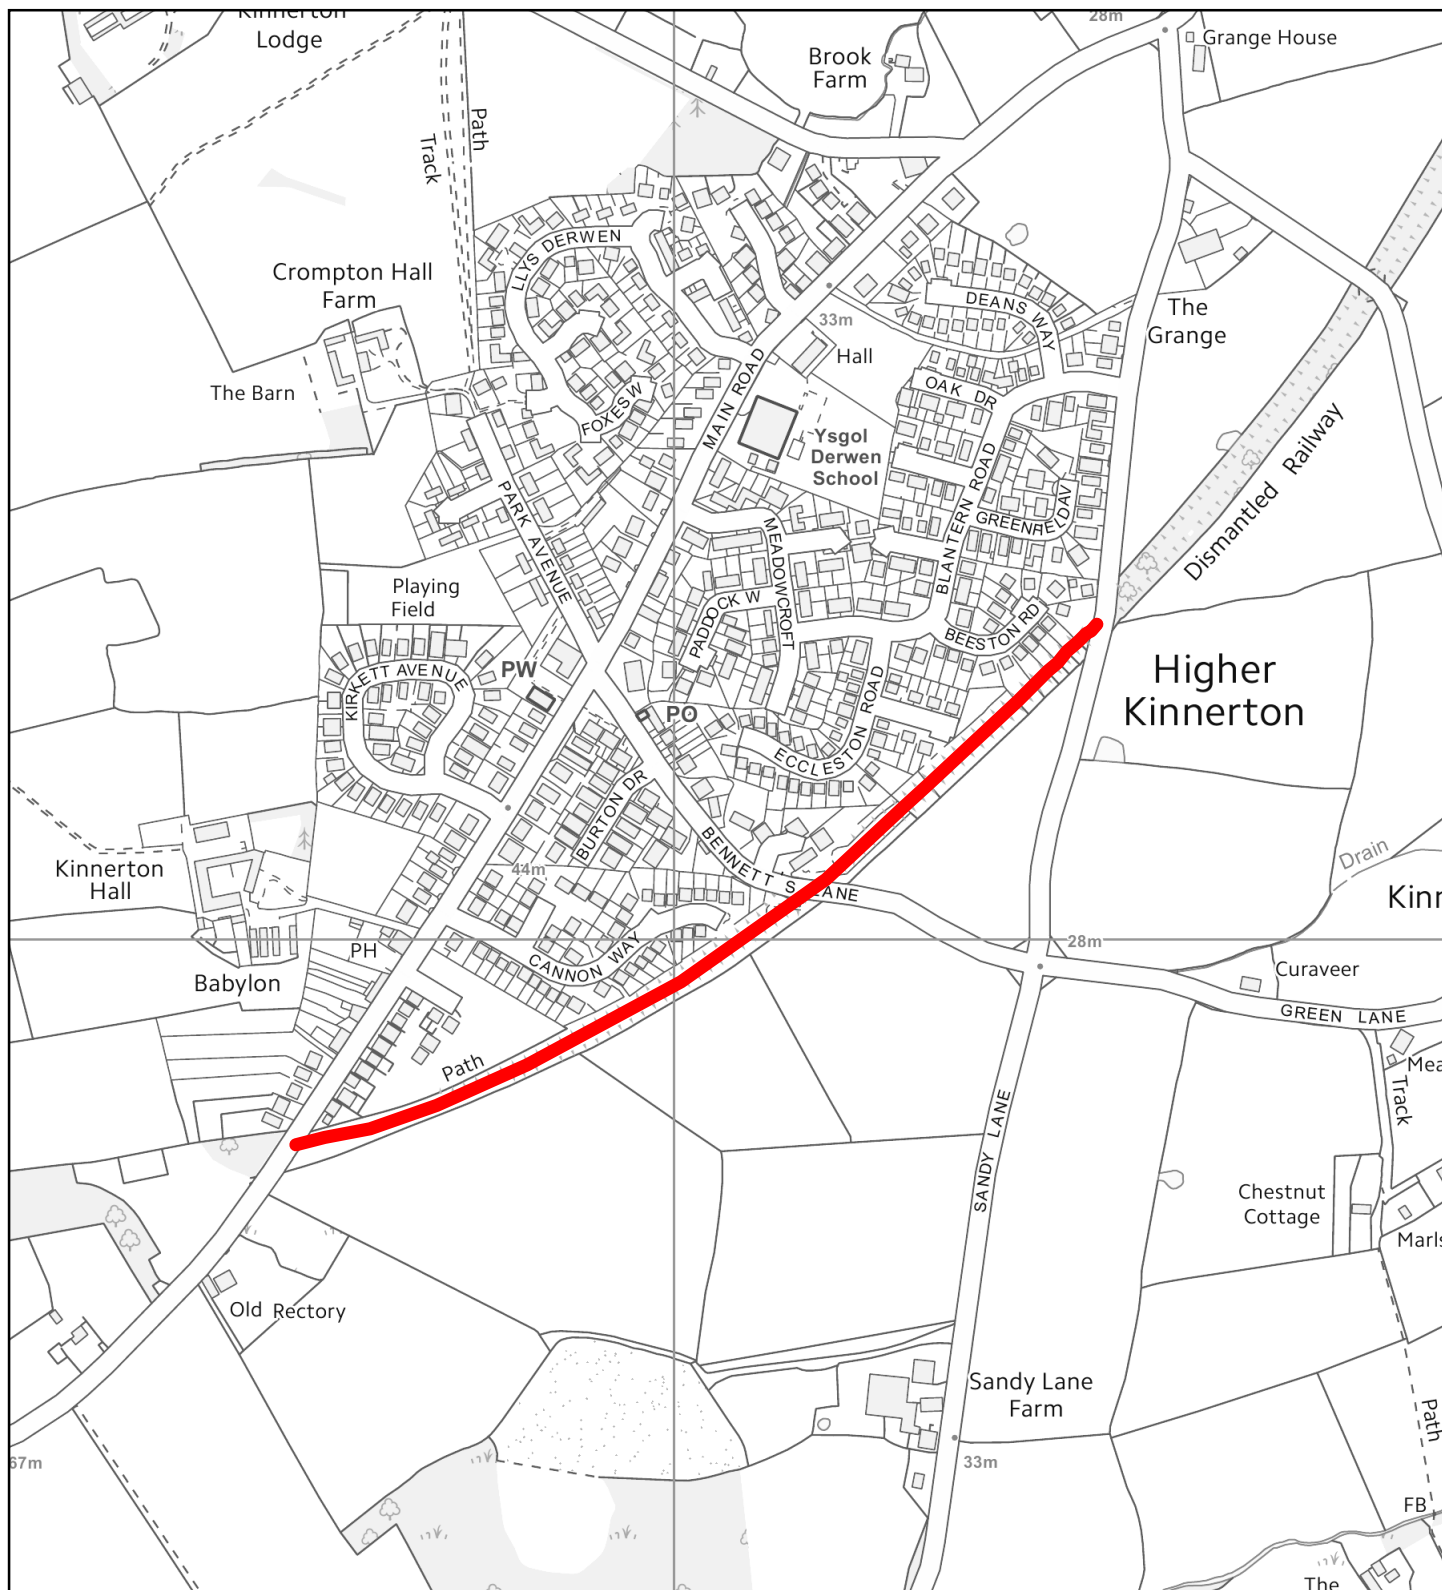 Kinnerton
Lodge
28m
Grange House
Brook
Farm
Path
Track
LLYS DERWEN
Crompton Hall
Farm
DEANS WAY
The
Grange
33m
Hall
The Barn
MAIN ROAD
FOXES W
OAK DR
Ysgol
Derwen
School
Dismantled Railway
PARK AVENUE
BLANTERN ROAD
GREENFIELD AV
MEADOWCROFT
Playing
Field
PADDOCK W
BEESTON RD
PW
KIRKETT AVENUE
Higher
Kinnerton
PO
ECCLESTON ROAD
BURTON DR
BENNETT S LANE
44m
Drain
Kinnerton
Hall
Kinn
PH
CANNON WAY
28m
Curaveer
Babylon
GREEN LANE
Path
Mea
Track
SANDY LANE
Chestnut
Cottage
Marls
Old Rectory
Sandy Lane
Farm
Path
67m
33m
FB
The